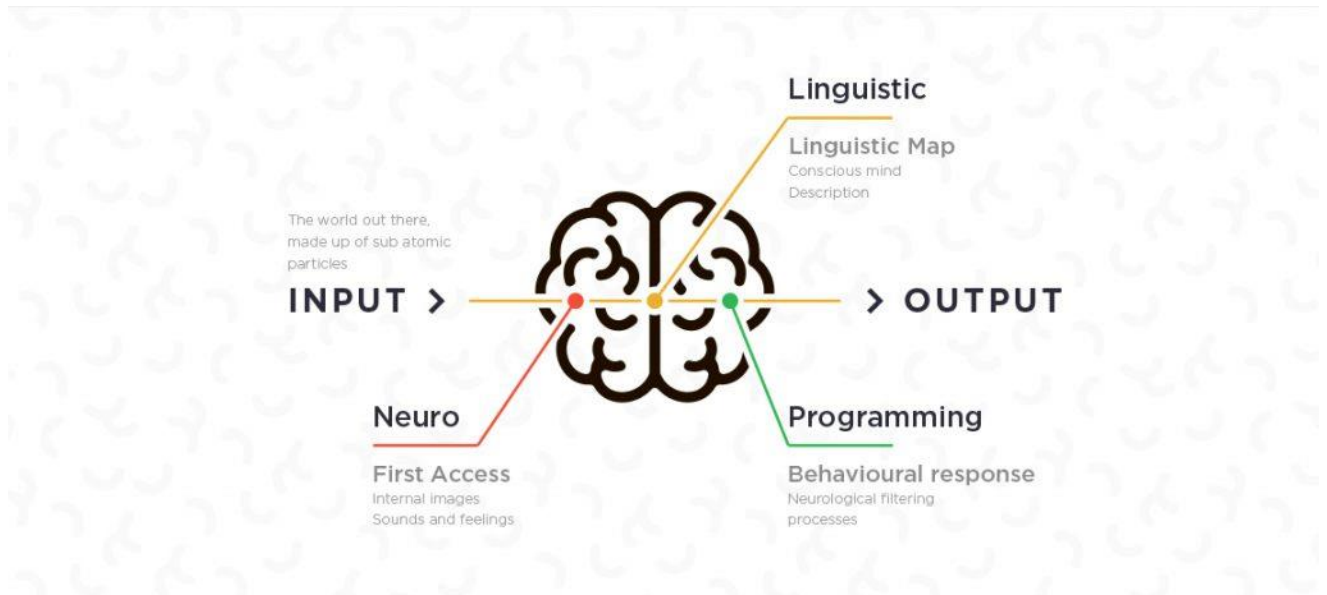 Linguistic
Linguistic Map
Conscious mind
Description
The world out there,
made up of sub atomic
particles
INPUT >
> OUTPUT
Neuro
First Access
Internal images
Sounds and feelings
Programming
Behavioural response
Neurological filtering
processes